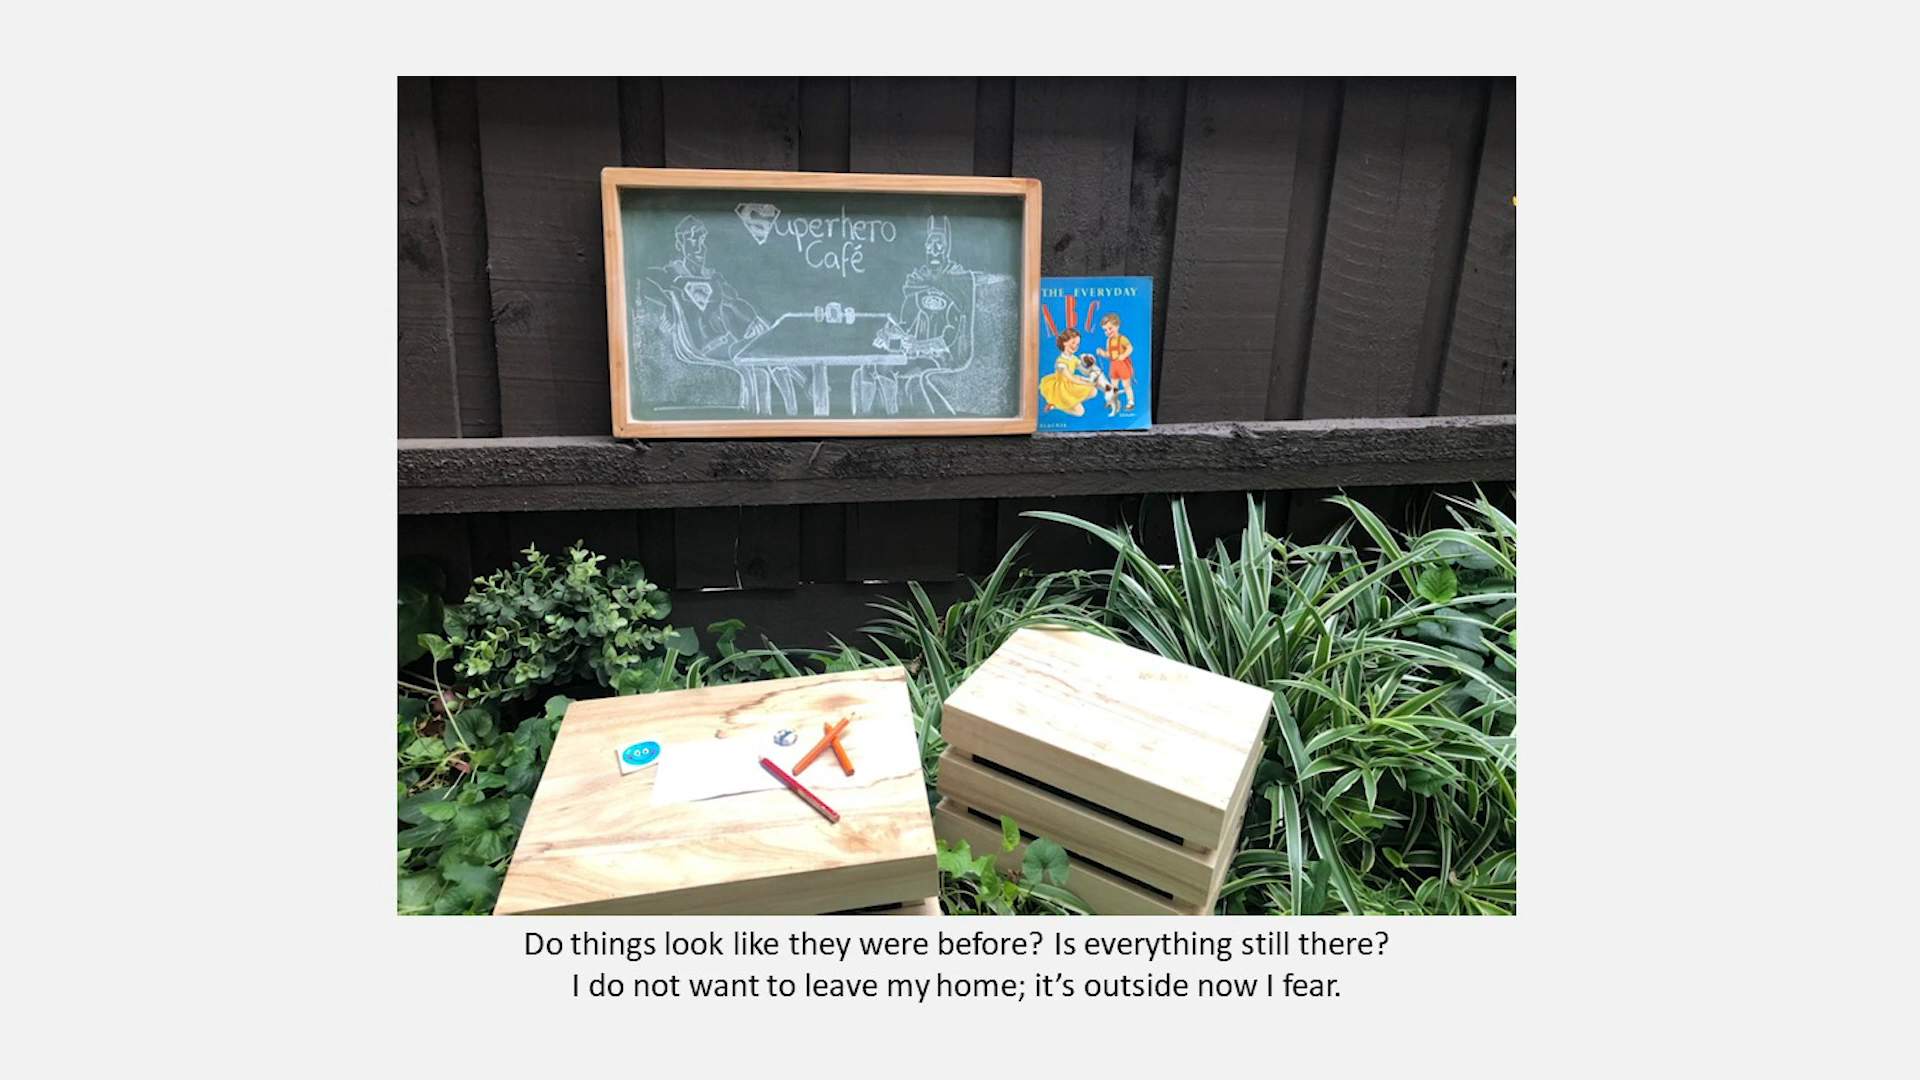 Superhero
Café
THE EVERYDAY
ABC
BLACKIE
Do things look like they were before? Is everything still there?
I do not want to leave my home; it’s outside now I fear.